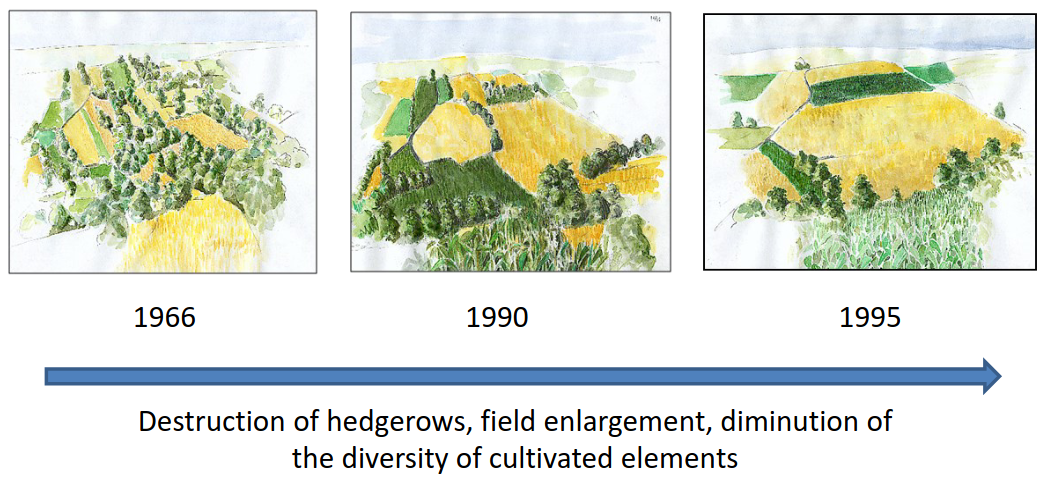 1966
1990
1995
Destruction of hedgerows, field enlargement, diminution of
the diversity of cultivated elements